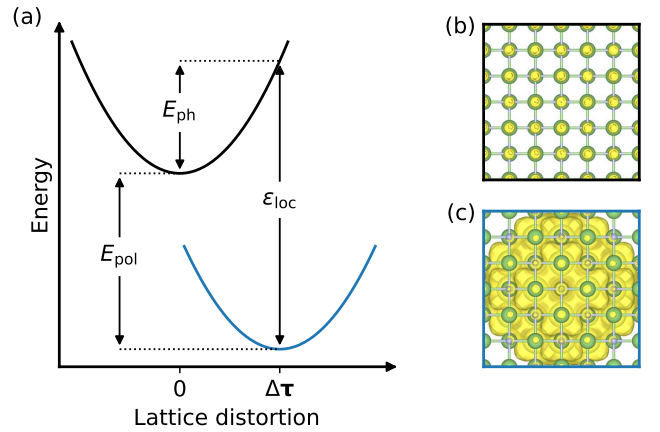 (a)
(b)
(c)
Energy
E_ph
ε_loc
E_pol
0
Δτ
Lattice distortion